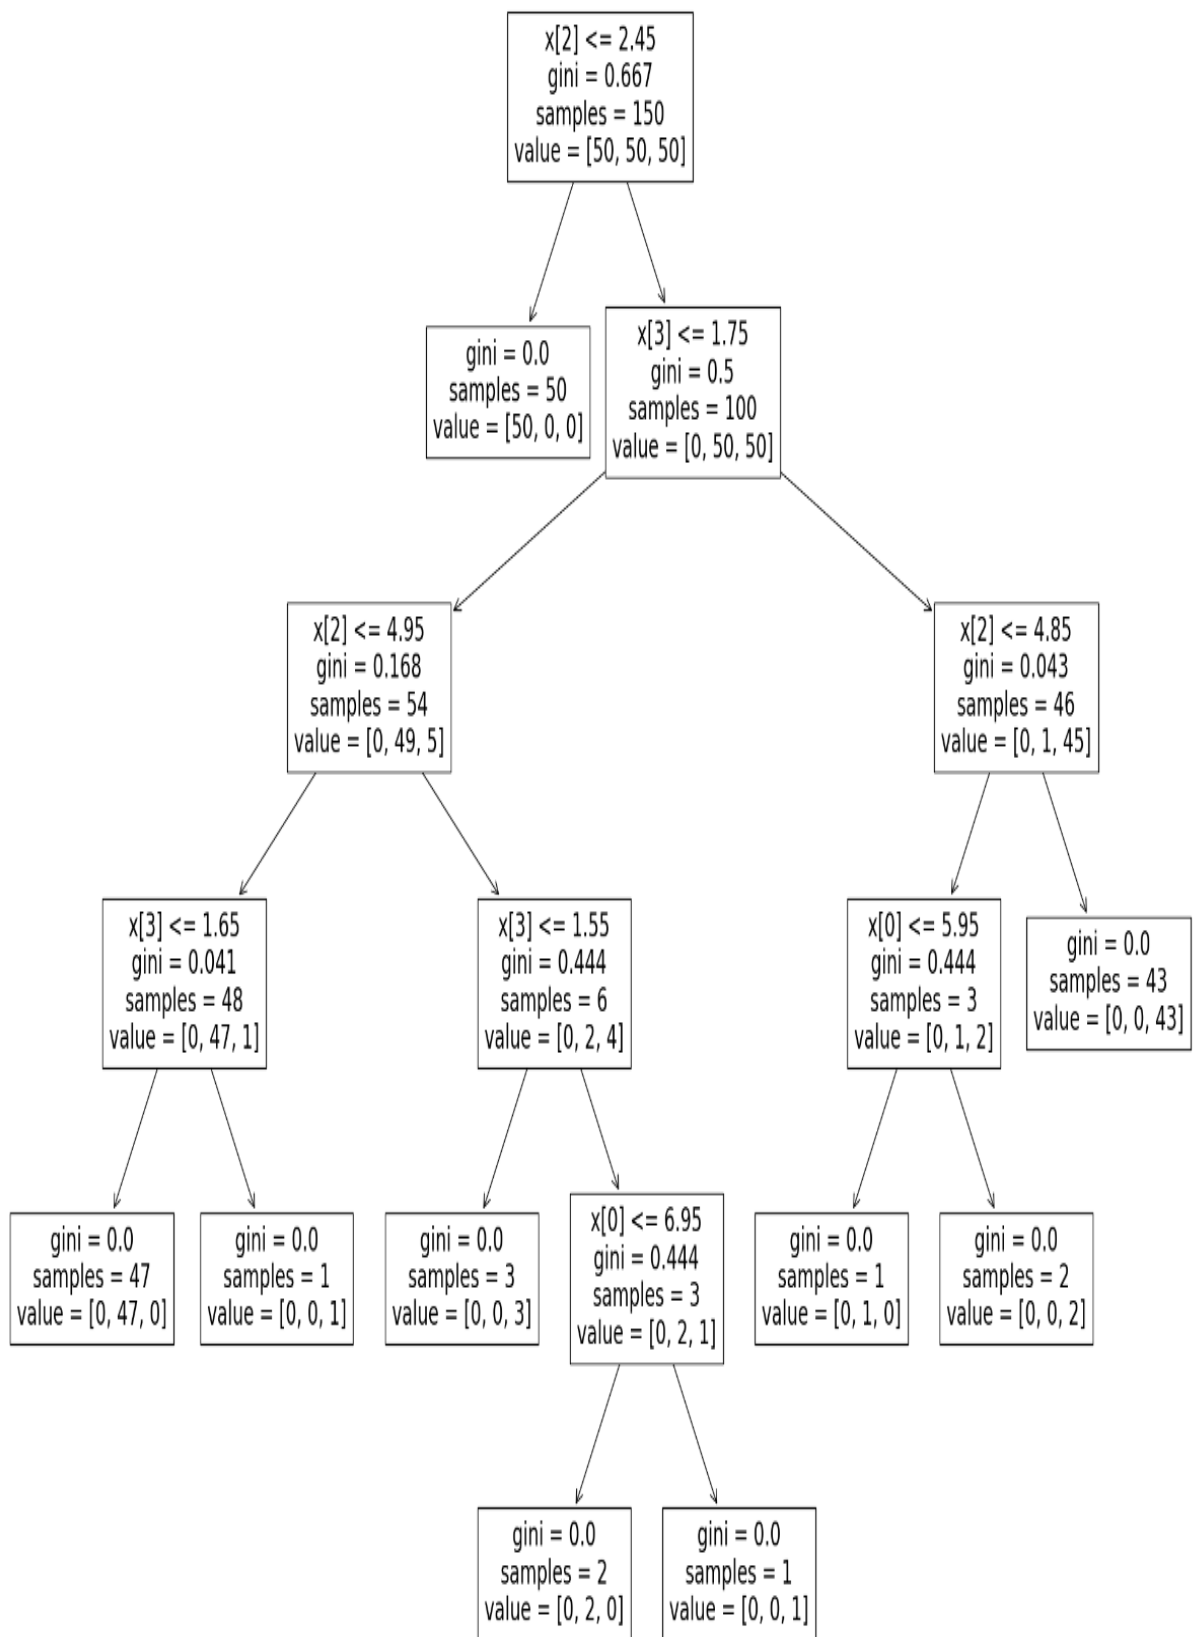 x[2] <= 2.45
gini = 0.667
samples = 150
value = [50, 50, 50]
gini = 0.0
samples = 50
value = [50, 0, 0]
x[3] <= 1.75
gini = 0.5
samples = 100
value = [0, 50, 50]
x[2] <= 4.95
gini = 0.168
samples = 54
value = [0, 49, 5]
x[2] <= 4.85
gini = 0.043
samples = 46
value = [0, 1, 45]
x[3] <= 1.65
gini = 0.041
samples = 48
value = [0, 47, 1]
x[3] <= 1.55
gini = 0.444
samples = 6
value = [0, 2, 4]
x[0] <= 5.95
gini = 0.444
samples = 3
value = [0, 1, 2]
gini = 0.0
samples = 43
value = [0, 0, 43]
gini = 0.0
samples = 47
value = [0, 47, 0]
gini = 0.0
samples = 1
value = [0, 0, 1]
gini = 0.0
samples = 3
value = [0, 0, 3]
x[0] <= 6.95
gini = 0.444
samples = 3
value = [0, 2, 1]
gini = 0.0
samples = 1
value = [0, 1, 0]
gini = 0.0
samples = 2
value = [0, 0, 2]
gini = 0.0
samples = 2
value = [0, 2, 0]
gini = 0.0
samples = 1
value = [0, 0, 1]